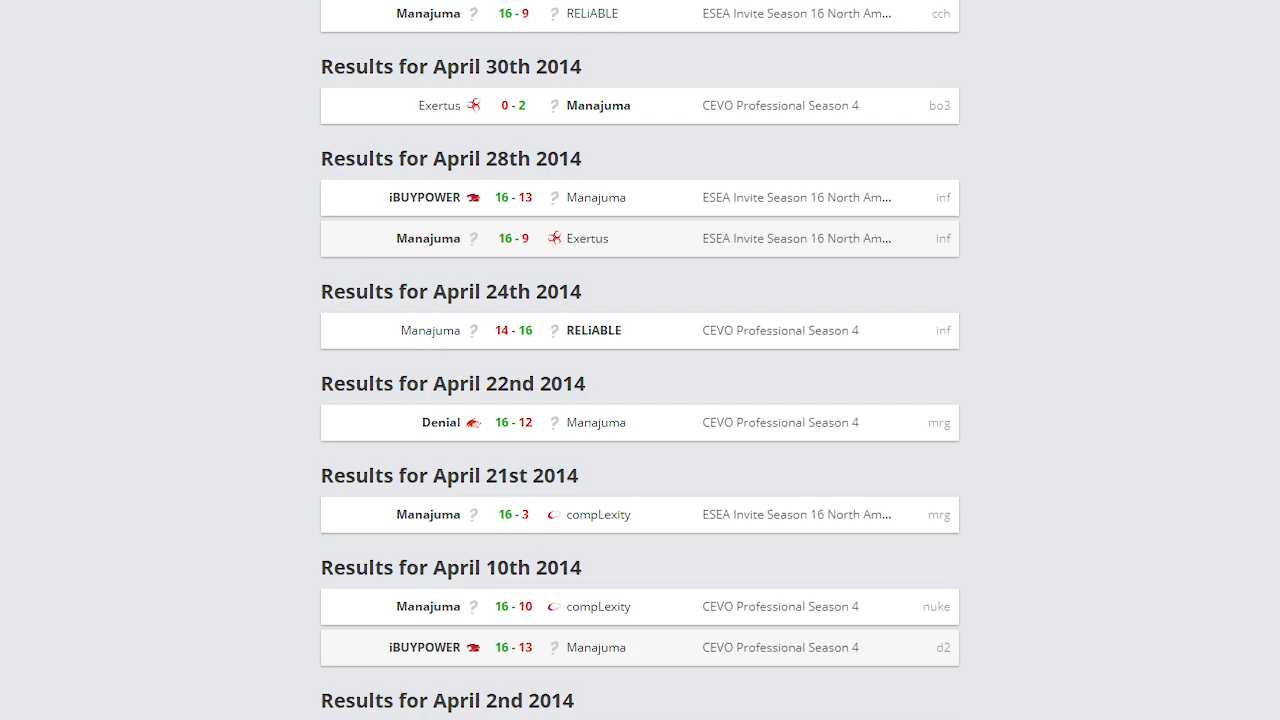 Manajuma 16 - 9 RELiABLE ESEA Invite Season 16 North Am... cch
Results for April 30th 2014
Exertus 0 - 2 Manajuma CEVO Professional Season 4 bo3
Results for April 28th 2014
iBUYPOWER 16 - 13 Manajuma ESEA Invite Season 16 North Am... inf
Manajuma 16 - 9 Exertus ESEA Invite Season 16 North Am... inf
Results for April 24th 2014
Manajuma 14 - 16 RELiABLE CEVO Professional Season 4 inf
Results for April 22nd 2014
Denial 16 - 12 Manajuma CEVO Professional Season 4 mrg
Results for April 21st 2014
Manajuma 16 - 3 compLexity ESEA Invite Season 16 North Am... mrg
Results for April 10th 2014
Manajuma 16 - 10 compLexity CEVO Professional Season 4 nuke
iBUYPOWER 16 - 13 Manajuma CEVO Professional Season 4 d2
Results for April 2nd 2014